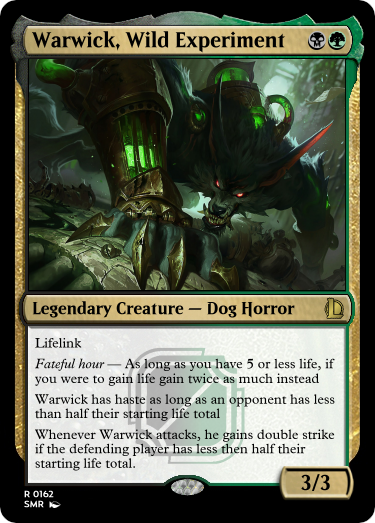 Warwick, Wild Experiment
Legendary Creature — Dog Horror
Lifelink
Fateful hour — As long as you have 5 or less life, if
you were to gain life gain twice as much instead
Warwick has haste as long as an opponent has less
than half their starting life total
Whenever Warwick attacks, he gains double strike
if the defending player has less then half their
starting life total.
3/3
R 0162
SMR